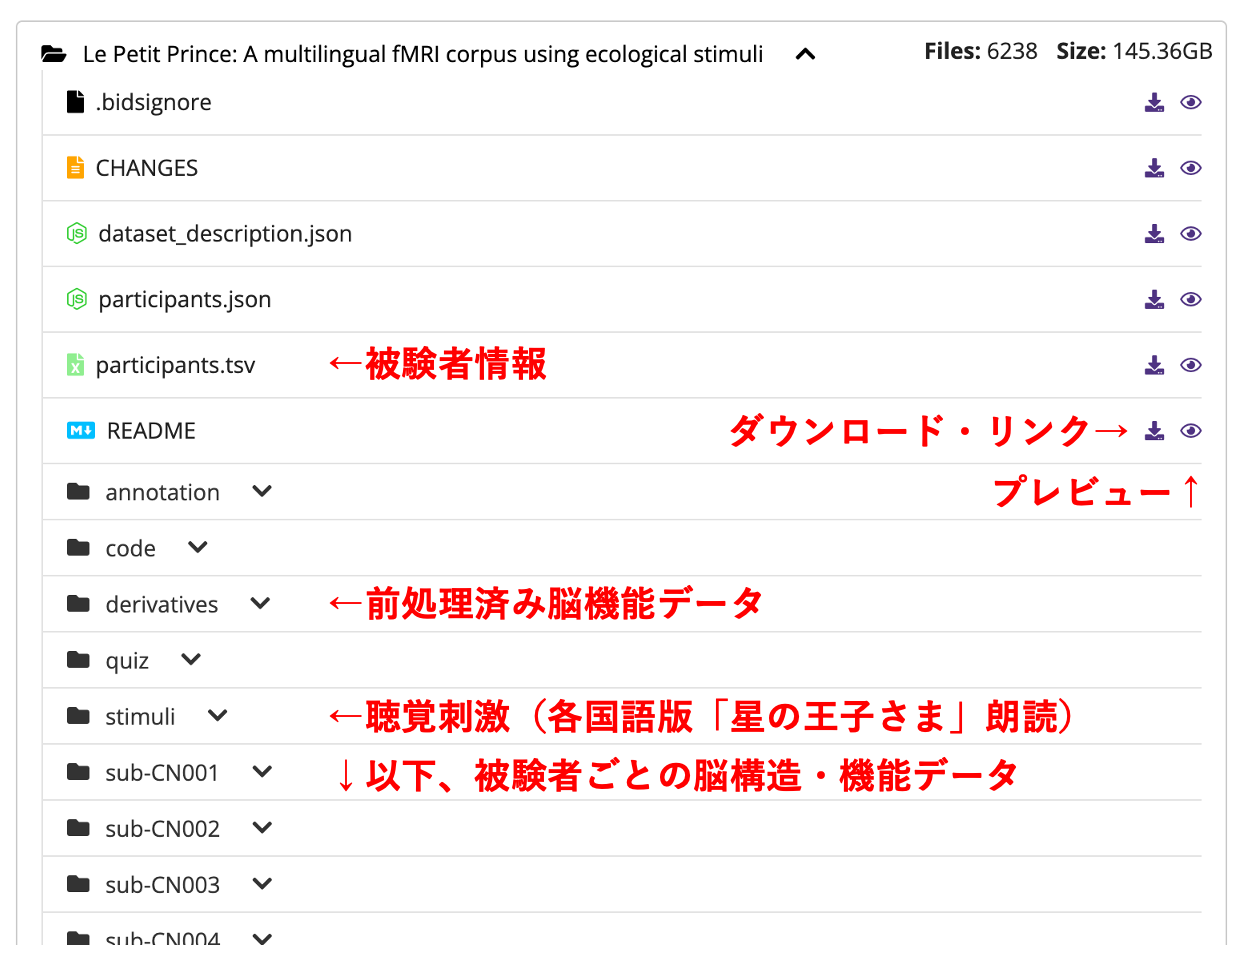 Le Petit Prince: A multilingual fMRI corpus using ecological stimuli Files: 6238 Size: 145.36GB
.bidsignore
CHANGES
dataset_description.json
participants.json
participants.tsv ←被験者情報
README ダウンロード・リンク→
annotation プレビュー↑
code
derivatives ←前処理済み脳機能データ
quiz
stimuli ←聴覚刺激（各国語版「星の王子さま」朗読）
sub-CN001 ↓以下、被験者ごとの脳構造・機能データ
sub-CN002
sub-CN003
sub-CN004